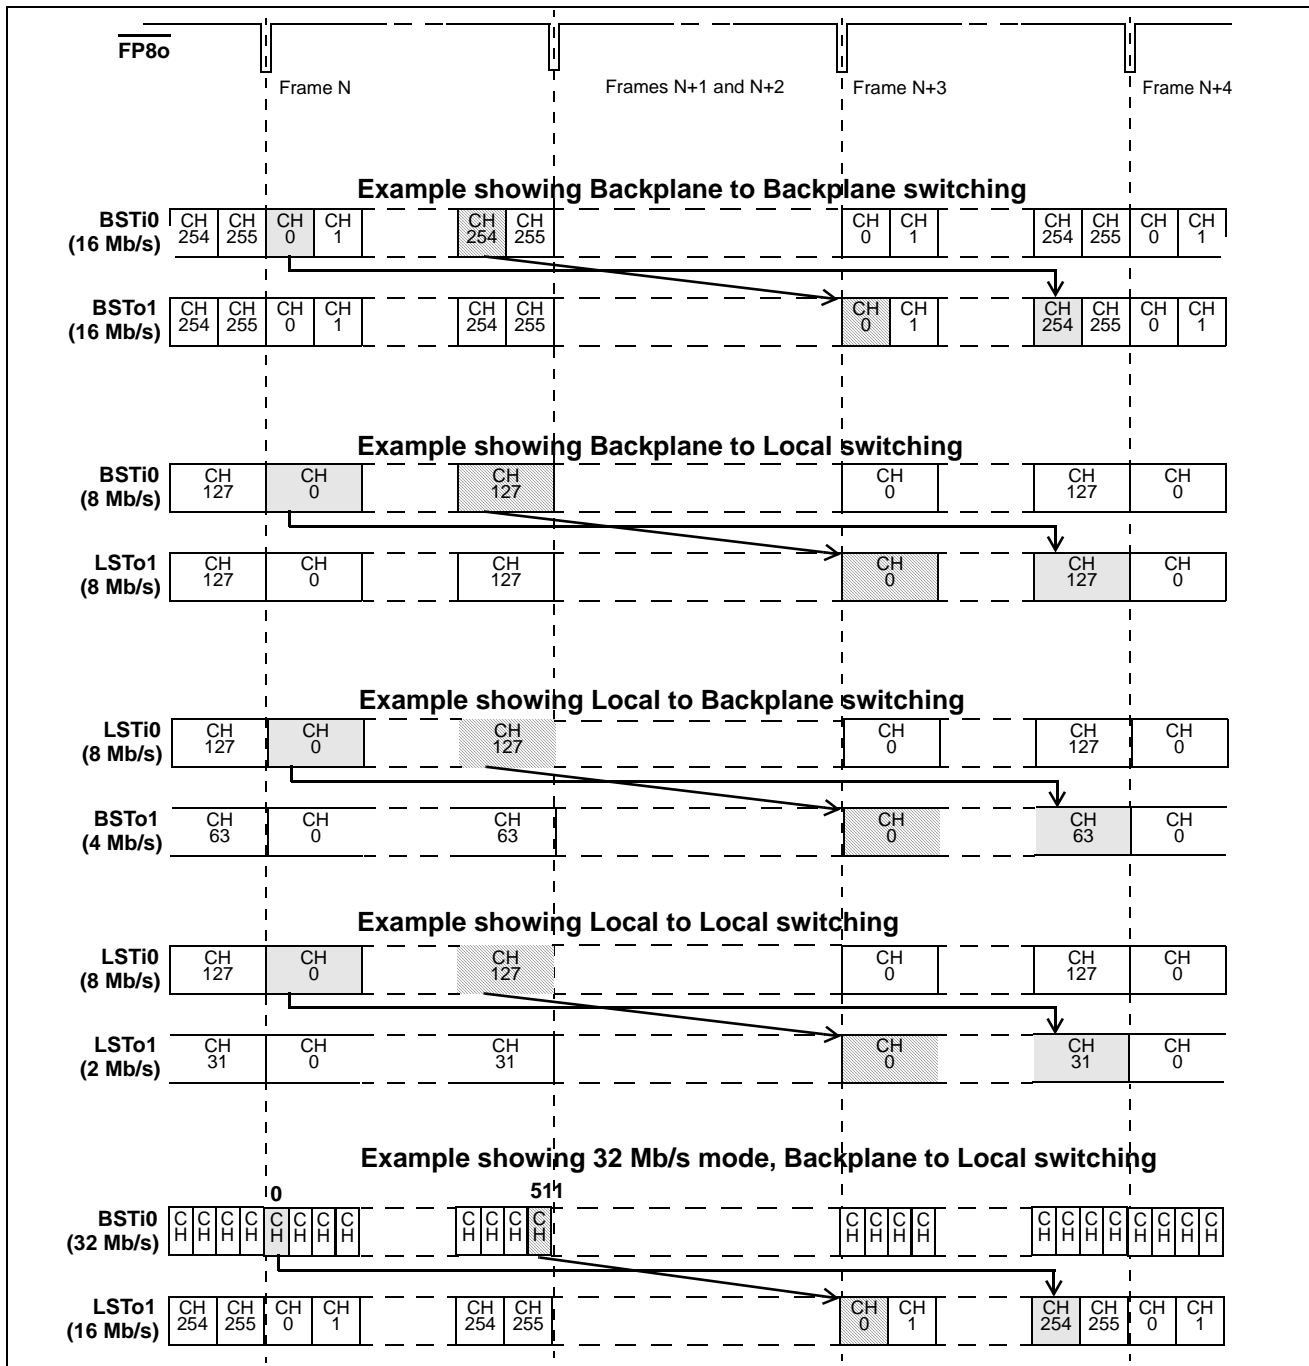 FP8o
Frame N Frames N+1 and N+2 Frame N+3 Frame N+4
Example showing Backplane to Backplane switching
BSTi0 (16 Mb/s) CH 254 CH 255 CH 0 CH 1 CH 254 CH 255 CH 0 CH 1 CH 254 CH 255 CH 0 CH 1
BSTo1 (16 Mb/s) CH 254 CH 255 CH 0 CH 1 CH 254 CH 255 CH 0 CH 1 CH 254 CH 255 CH 0 CH 1
Example showing Backplane to Local switching
BSTi0 (8 Mb/s) CH 127 CH 0 CH 127 CH 0 CH 127 CH 0
LSTo1 (8 Mb/s) CH 127 CH 0 CH 127 CH 0 CH 127 CH 0
Example showing Local to Backplane switching
LSTi0 (8 Mb/s) CH 127 CH 0 CH 127 CH 0 CH 127 CH 0
BSTo1 (4 Mb/s) CH 63 CH 0 CH 63 CH 0 CH 63 CH 0
Example showing Local to Local switching
LSTi0 (8 Mb/s) CH 127 CH 0 CH 127 CH 0 CH 127 CH 0
LSTo1 (2 Mb/s) CH 31 CH 0 CH 31 CH 0 CH 31 CH 0
Example showing 32 Mb/s mode, Backplane to Local switching
0 511
BSTi0 (32 Mb/s) CH CH CH CH CH CH CH CH CH CH CH CH CH CH CH CH CH CH CH CH CH CH CH CH
LSTo1 (16 Mb/s) CH 254 CH 255 CH 0 CH 1 CH 254 CH 255 CH 0 CH 1 CH 254 CH 255 CH 0 CH 1